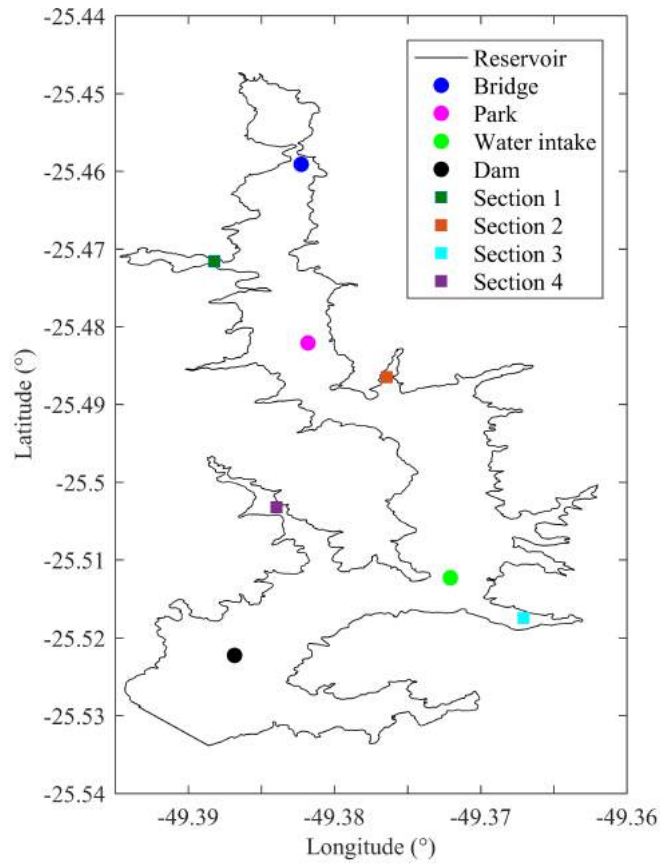 -25.44
-25.45
-25.46
-25.47
-25.48
-25.49
-25.5
-25.51
-25.52
-25.53
-25.54
Latitude (°)
Reservoir
Bridge
Park
Water intake
Dam
Section 1
Section 2
Section 3
Section 4
-49.39
-49.38
-49.37
-49.36
Longitude (°)